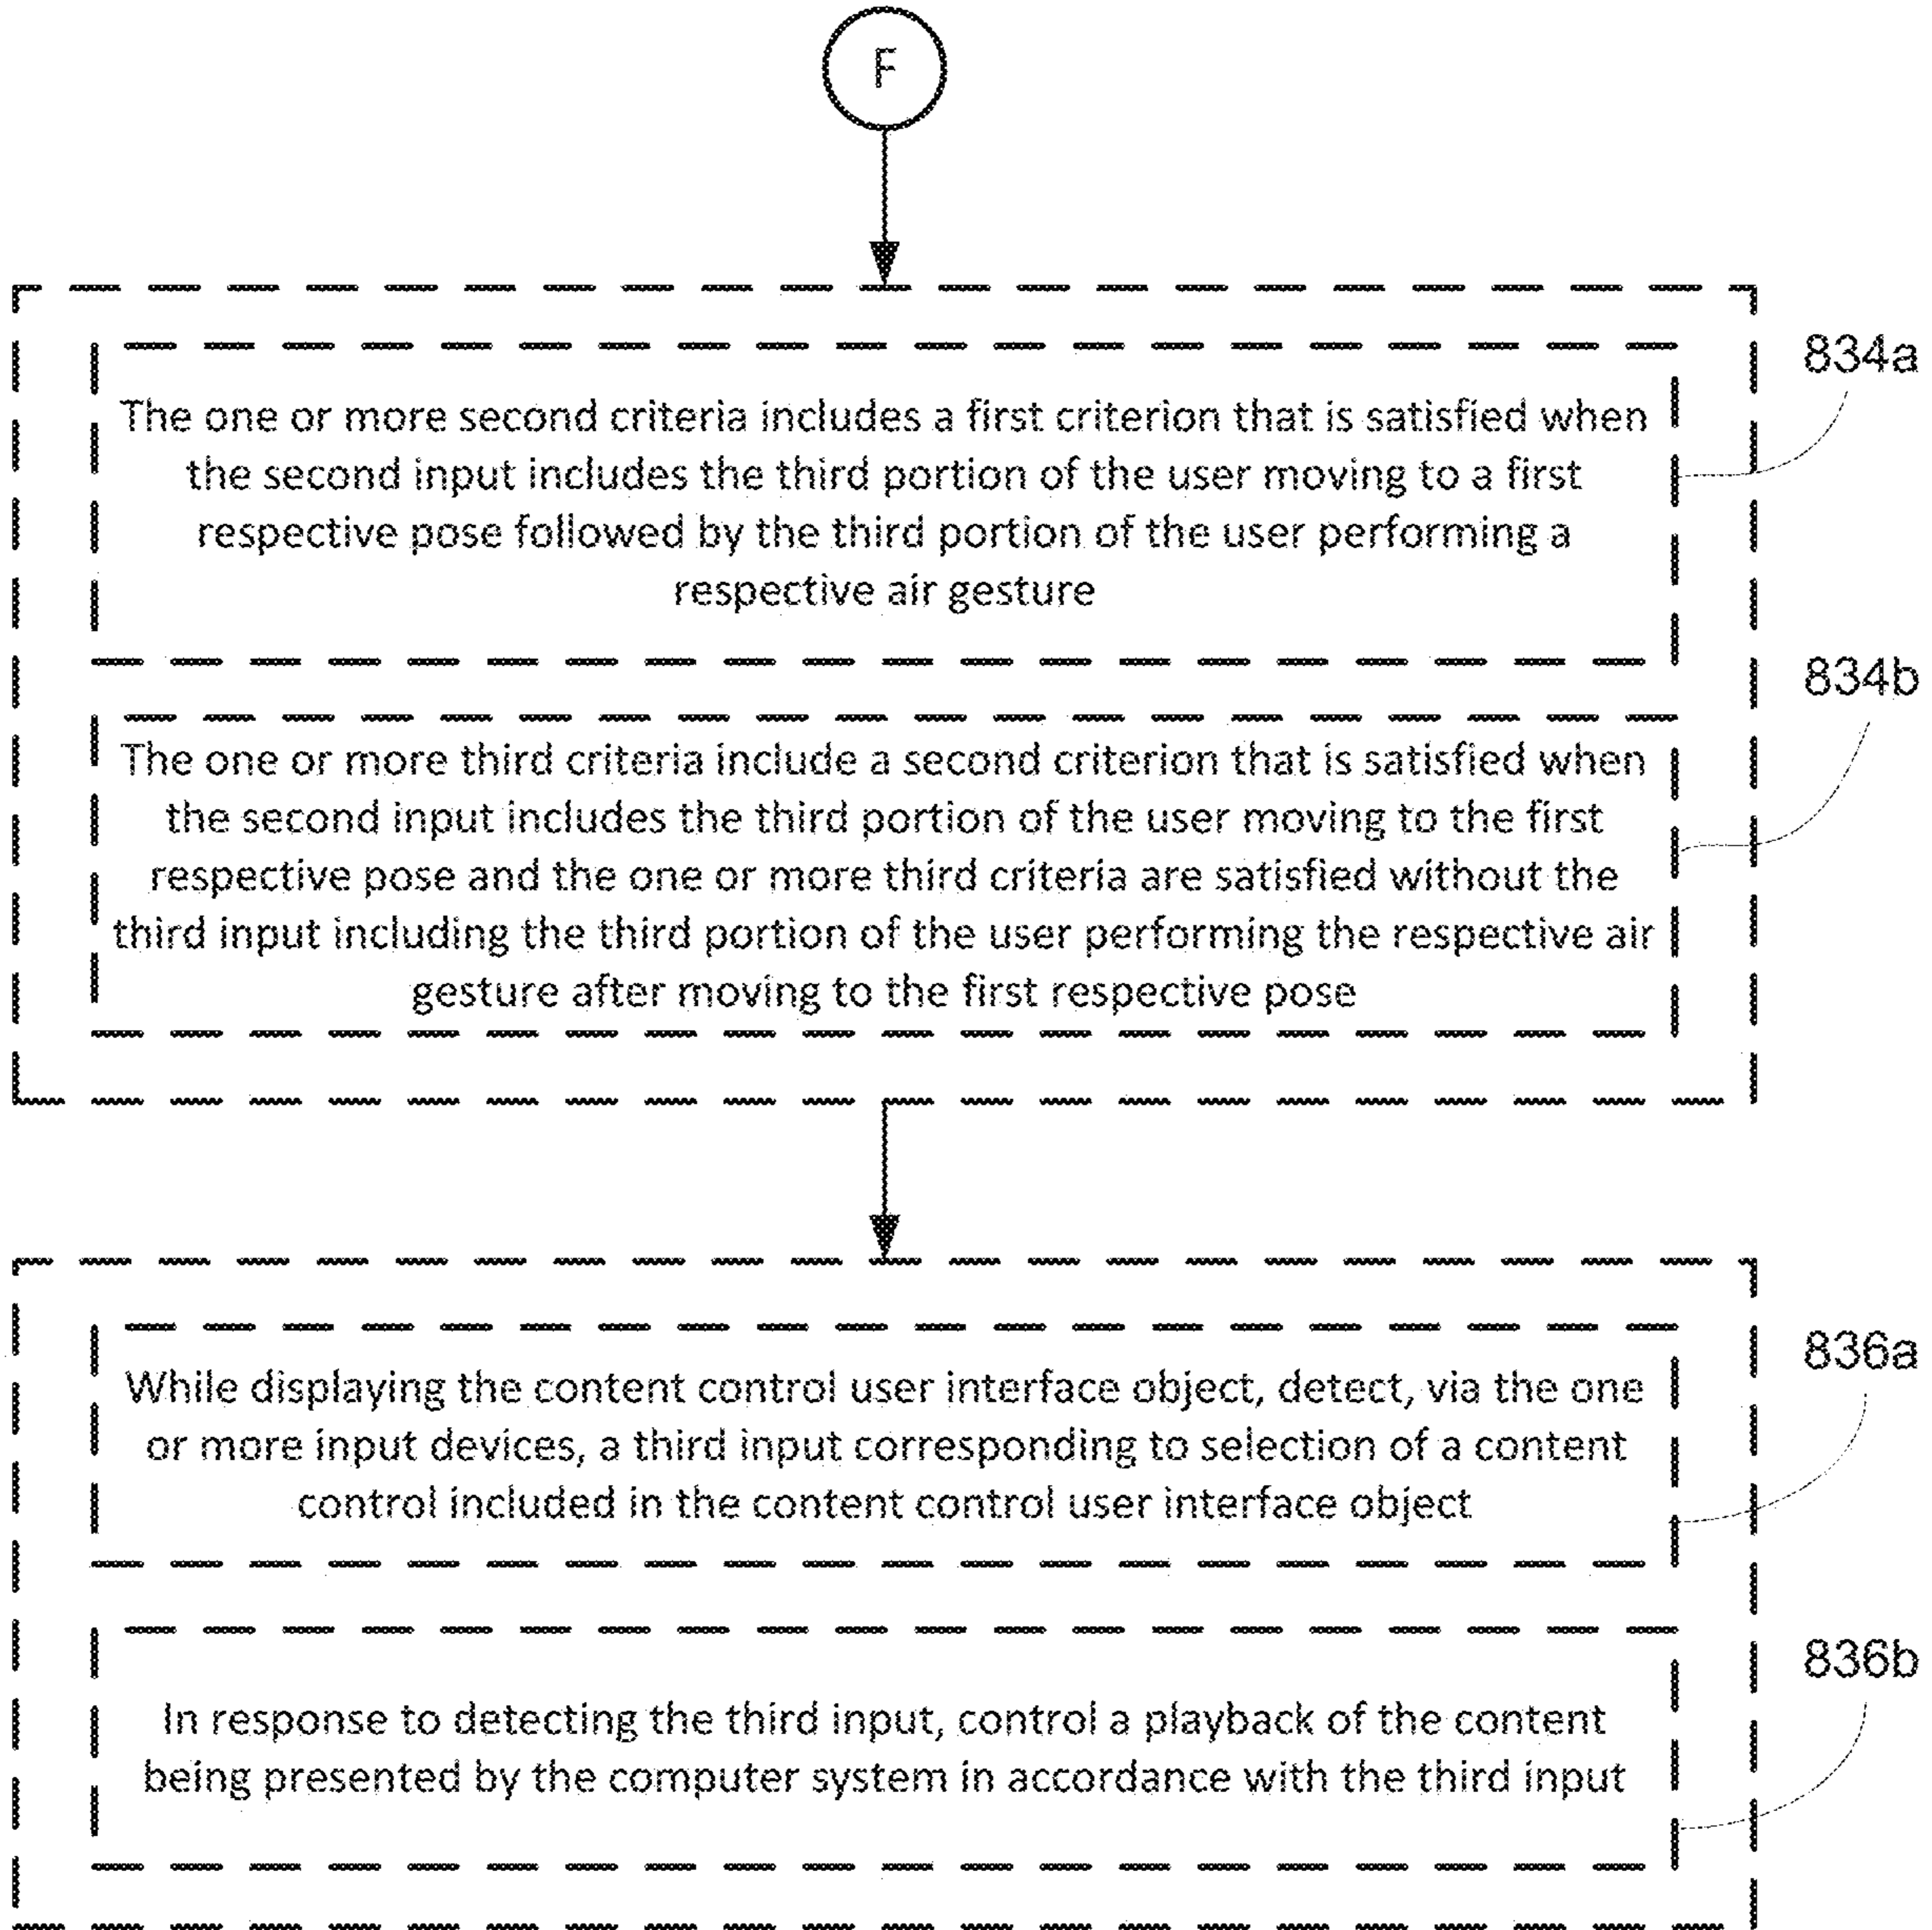 F
834a
The one or more second criteria includes a first criterion that is satisfied when
the second input includes the third portion of the user moving to a first
respective pose followed by the third portion of the user performing a
respective air gesture
834b
The one or more third criteria include a second criterion that is satisfied when
the second input includes the third portion of the user moving to the first
respective pose and the one or more third criteria are satisfied without the
third input including the third portion of the user performing the respective air
gesture after moving to the first respective pose
836a
While displaying the content control user interface object, detect, via the one
or more input devices, a third input corresponding to selection of a content
control included in the content control user interface object
836b
In response to detecting the third input, control a playback of the content
being presented by the computer system in accordance with the third input